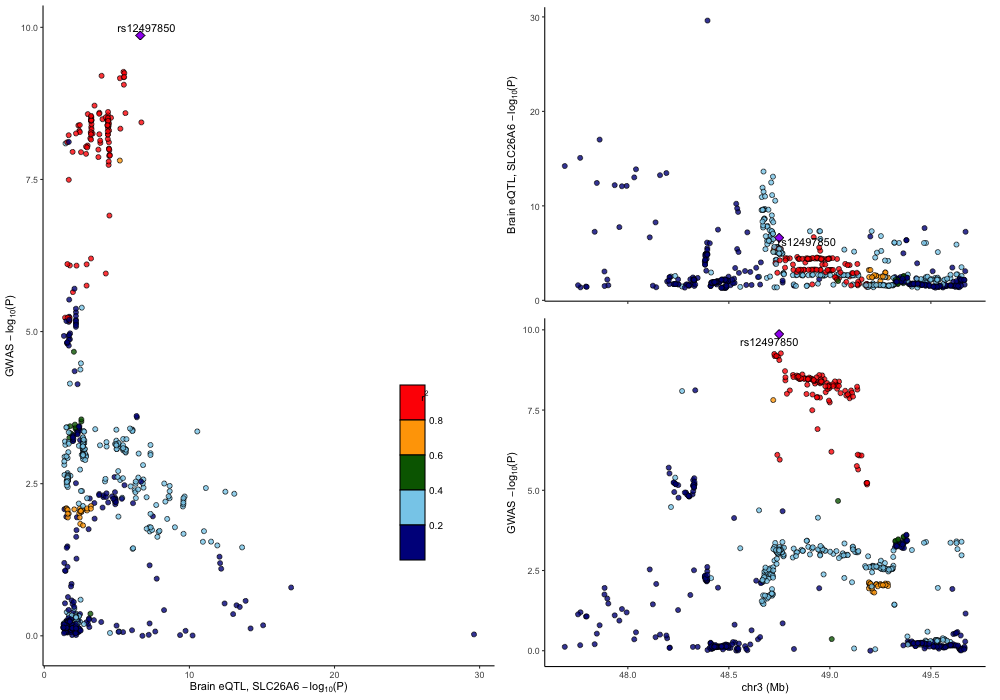 rs12497850
10.0
7.5
5.0
2.5
0.0
GWAS −log10(P)
0
10
20
30
Brain eQTL, SLC26A6 −log10(P)
r2
0.8
0.6
0.4
0.2
30
20
10
0
Brain eQTL, SLC26A6 −log10(P)
rs12497850
10.0
7.5
5.0
2.5
0.0
GWAS −log10(P)
rs12497850
48.0
48.5
49.0
49.5
chr3 (Mb)